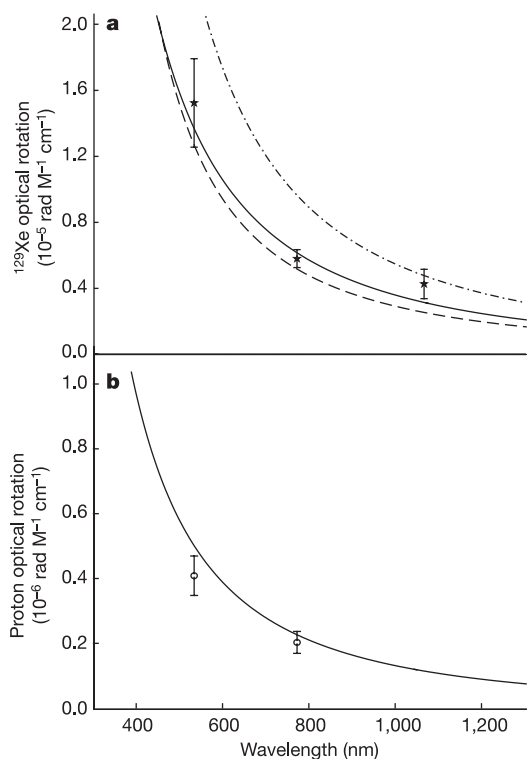 a
2.0
1.6
1.2
0.8
0.4
0.0
¹²⁹Xe optical rotation
(10⁻⁵ rad M⁻¹ cm⁻¹)
b
1.0
0.8
0.6
0.4
0.2
0.0
Proton optical rotation
(10⁻⁶ rad M⁻¹ cm⁻¹)
400 600 800 1,000 1,200
Wavelength (nm)